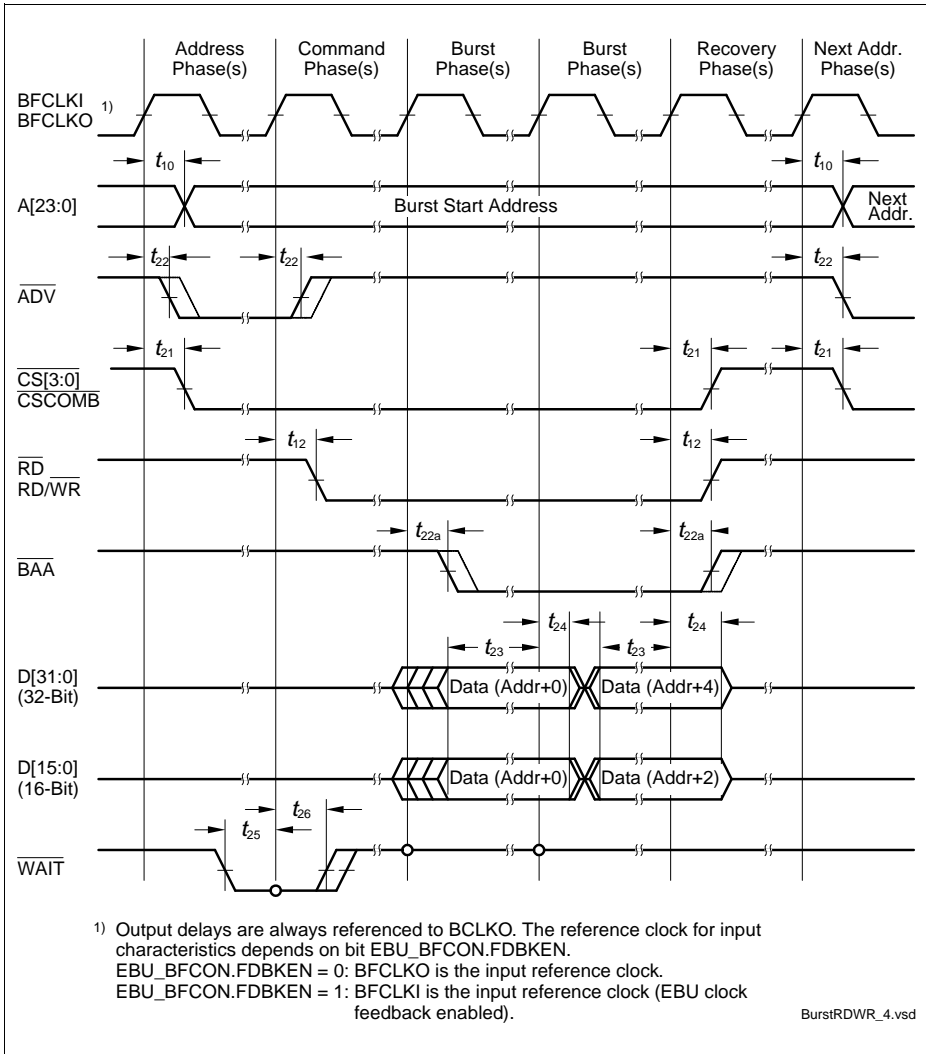 Address Phase(s)
Command Phase(s)
Burst Phase(s)
Burst Phase(s)
Recovery Phase(s)
Next Addr. Phase(s)
BFCLKI
BFCLKO 1)
t10
t10
A[23:0]
Burst Start Address
Next Addr.
t22
t22
t22
ADV
t21
t21
t21
CS[3:0]
CSCOMB
t12
t12
RD
RD/WR
t22a
t22a
BAA
t24
t24
t23
t23
D[31:0]
(32-Bit)
Data (Addr+0)
Data (Addr+4)
D[15:0]
(16-Bit)
Data (Addr+0)
Data (Addr+2)
t26
t25
WAIT
1) Output delays are always referenced to BCLKO. The reference clock for input
characteristics depends on bit EBU_BFCON.FDBKEN.
EBU_BFCON.FDBKEN = 0: BFCLKO is the input reference clock.
EBU_BFCON.FDBKEN = 1: BFCLKI is the input reference clock (EBU clock
feedback enabled).
BurstRDWR_4.vsd